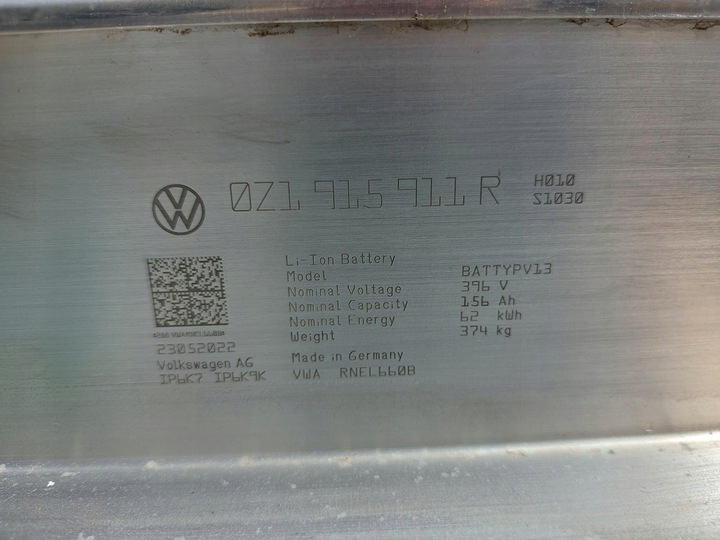 0Z1 915 911 R
H010
S1030
Li-Ion Battery
Model BATTYPV13
Nominal Voltage 396 V
Nominal Capacity 156 Ah
Nominal Energy 62 kWh
Weight 374 kg
23052022
Volkswagen AG
IP6K7 IP6K9K
Made in Germany
VWA RNEL660B